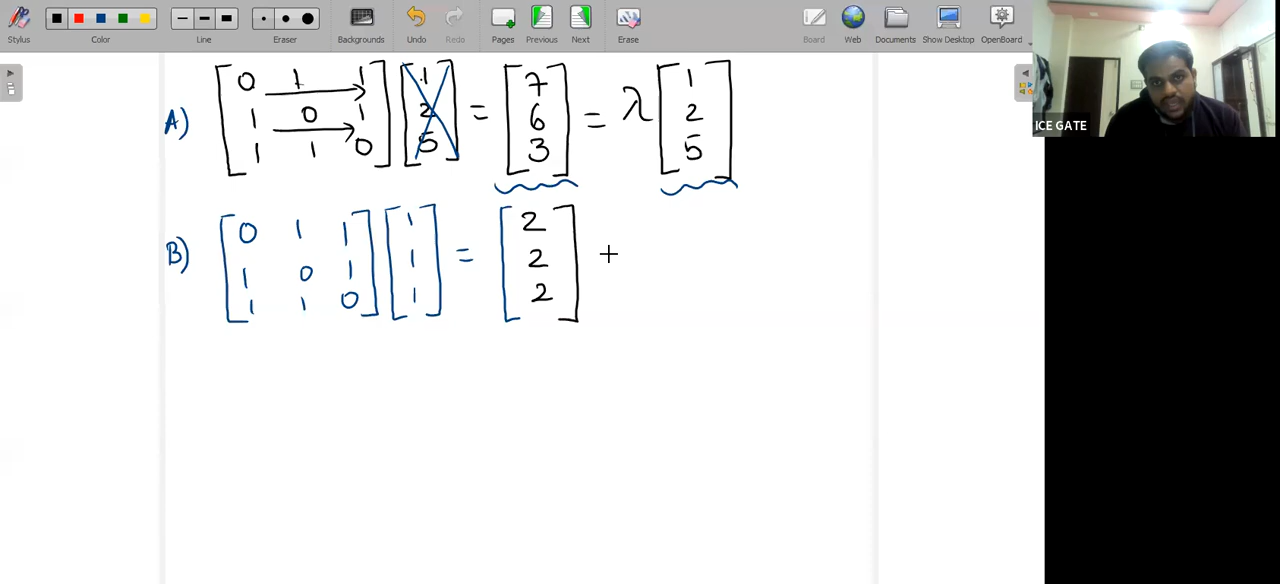 Stylus Color Line Eraser Backgrounds Undo Redo Pages Previous Next Erase Board Web Documents Show Desktop OpenBoard
ICE GATE
A) [0 1 1] [1] = [7] = λ [1]
[1 0 1] [2] [6] [2]
[1 1 0] [5] [3] [5]
B) [0 1 1] [1] = [2]
[1 0 1] [1] [2]
[1 1 0] [1] [2]